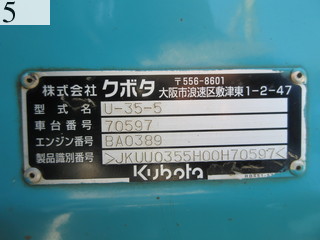 5
株式会社クボタ 〒556-8601
大阪市浪速区敷津東1-2-47
型式名 U-35-5
車台番号 70597
エンジン番号 BA0389
製品識別番号 >JKUU0355H00H70597<
Kubota